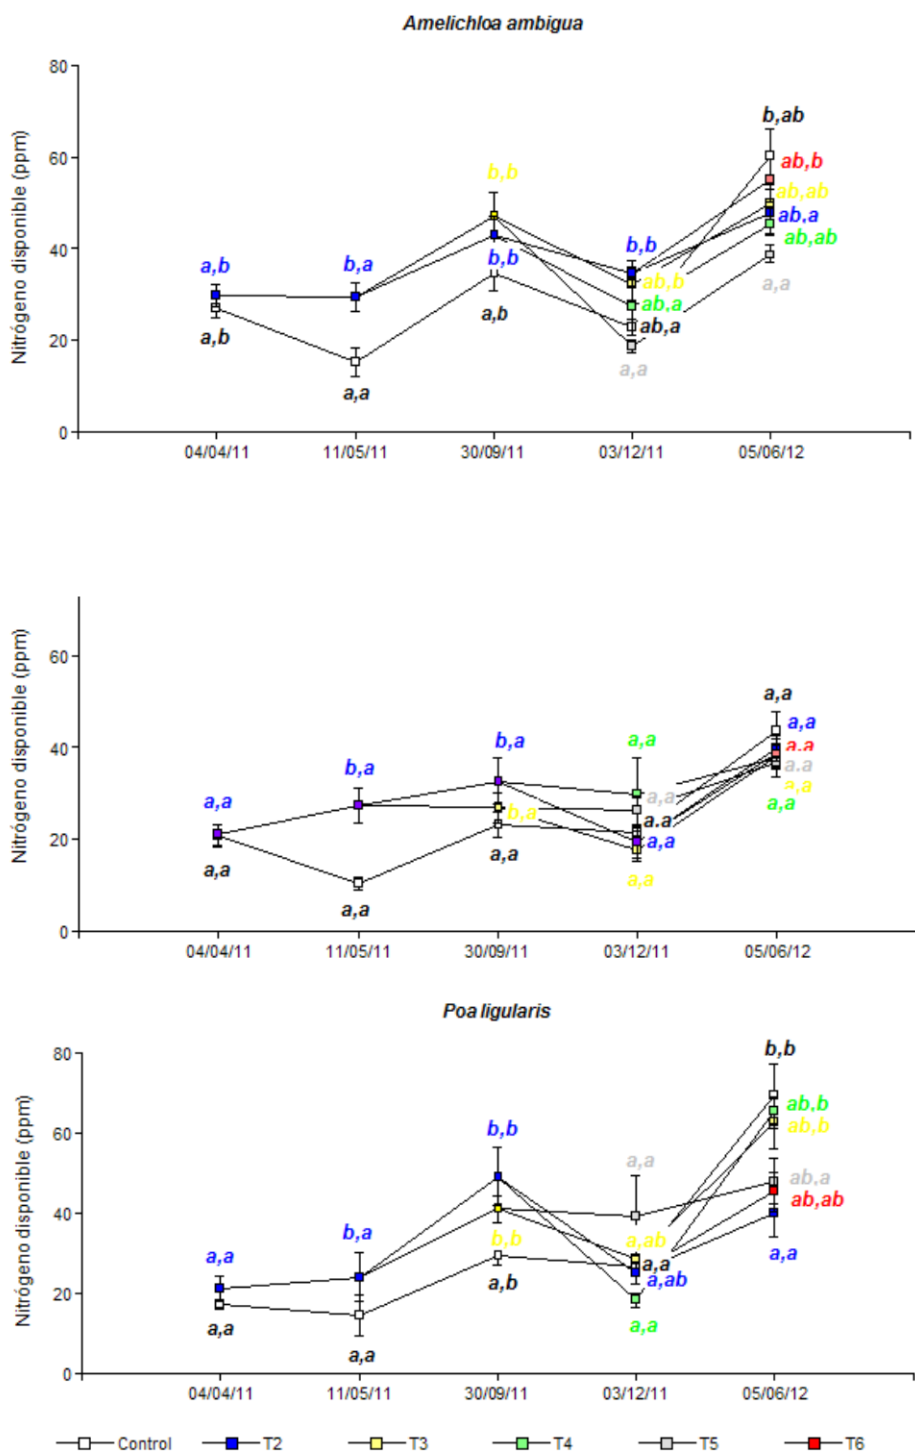 Amelichloa ambigua
Nitrógeno disponible (ppm)
80
60
40
20
0
a,b
a,b
b,a
a,a
b,b
b,b
a,b
b,b
ab,b
ab,a
ab,a
a,a
b,ab
ab,b
ab,ab
ab,a
ab,ab
a,a
04/04/11 11/05/11 30/09/11 03/12/11 05/06/12
Nitrógeno disponible (ppm)
60
40
20
0
a,a
a,a
b,a
a,a
b,a
b,a
a,a
a,a
a,a
a,a
a,a
a,a
a,a
a,a
a,a
a,a
a,a
a,a
04/04/11 11/05/11 30/09/11 03/12/11 05/06/12
Poa ligularis
Nitrógeno disponible (ppm)
80
60
40
20
0
a,a
a,a
b,a
a,a
b,b
b,b
a,b
a,a
a,ab
a,a
a,ab
a,a
b,b
ab,b
ab,b
ab,a
ab,ab
a,a
04/04/11 11/05/11 30/09/11 03/12/11 05/06/12
Control T2 T3 T4 T5 T6